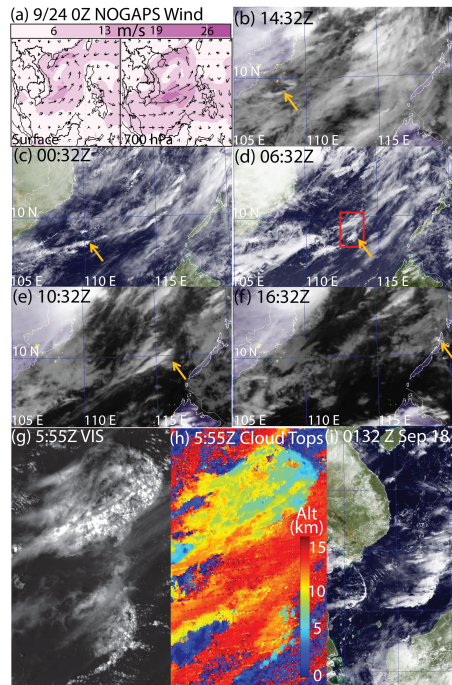 (a) 9/24 0Z NOGAPS Wind
6 13 m/s 19 26
Surface
700 hPa
(b) 14:32Z
10 N
110 E
115 E
(c) 00:32Z
10 N
105 E
110 E
115 E
(d) 06:32Z
10 N
105 E
110 E
115 E
(e) 10:32Z
10 N
105 E
110 E
115 E
(f) 16:32Z
10 N
105 E
110 E
115 E
(g) 5:55Z VIS
(h) 5:55Z Cloud Tops
Alt
(km)
15
10
5
0
(i) 0132 Z Sep 18